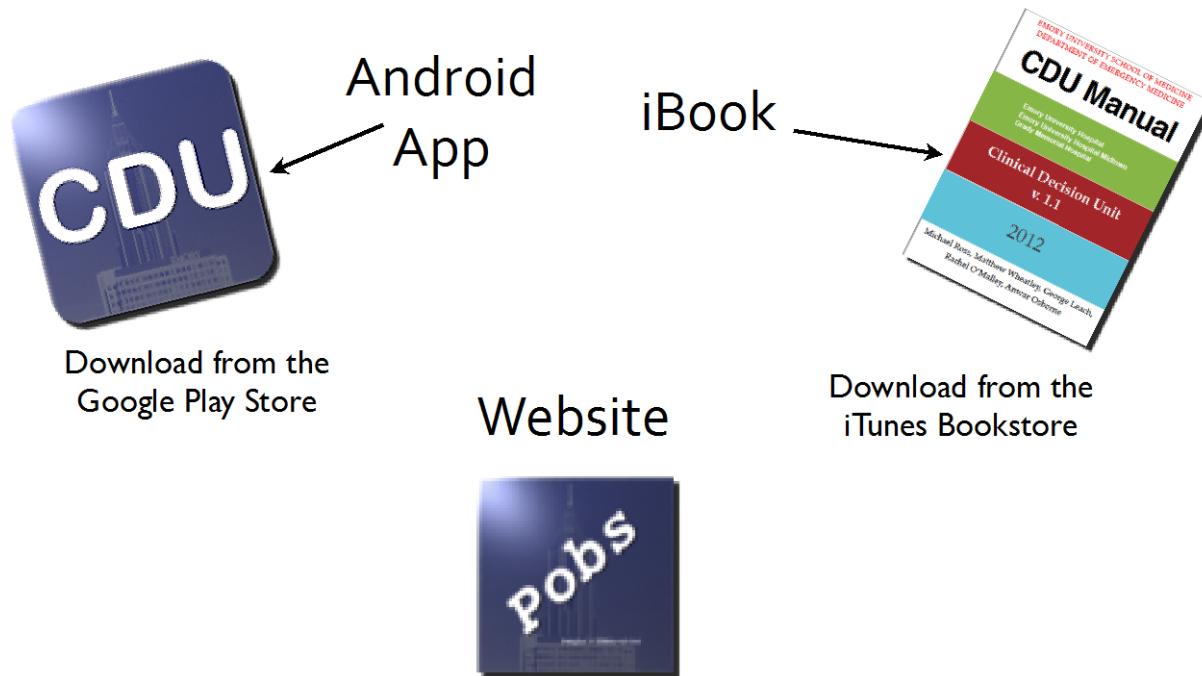 Android
App
CDU
Download from the
Google Play Store
iBook
EMORY UNIVERSITY SCHOOL OF MEDICINE
DEPARTMENT OF EMERGENCY MEDICINE
CDU Manual
Emory University Hospital
Emory University Hospital Midtown
Grady Memorial Hospital
Clinical Decision Unit
v. 1.1
2012
Michael Ross, Matthew Wheatley, George Leach,
Rachel O'Malley, Anwar Osborne
Download from the
iTunes Bookstore
Website
Pobs